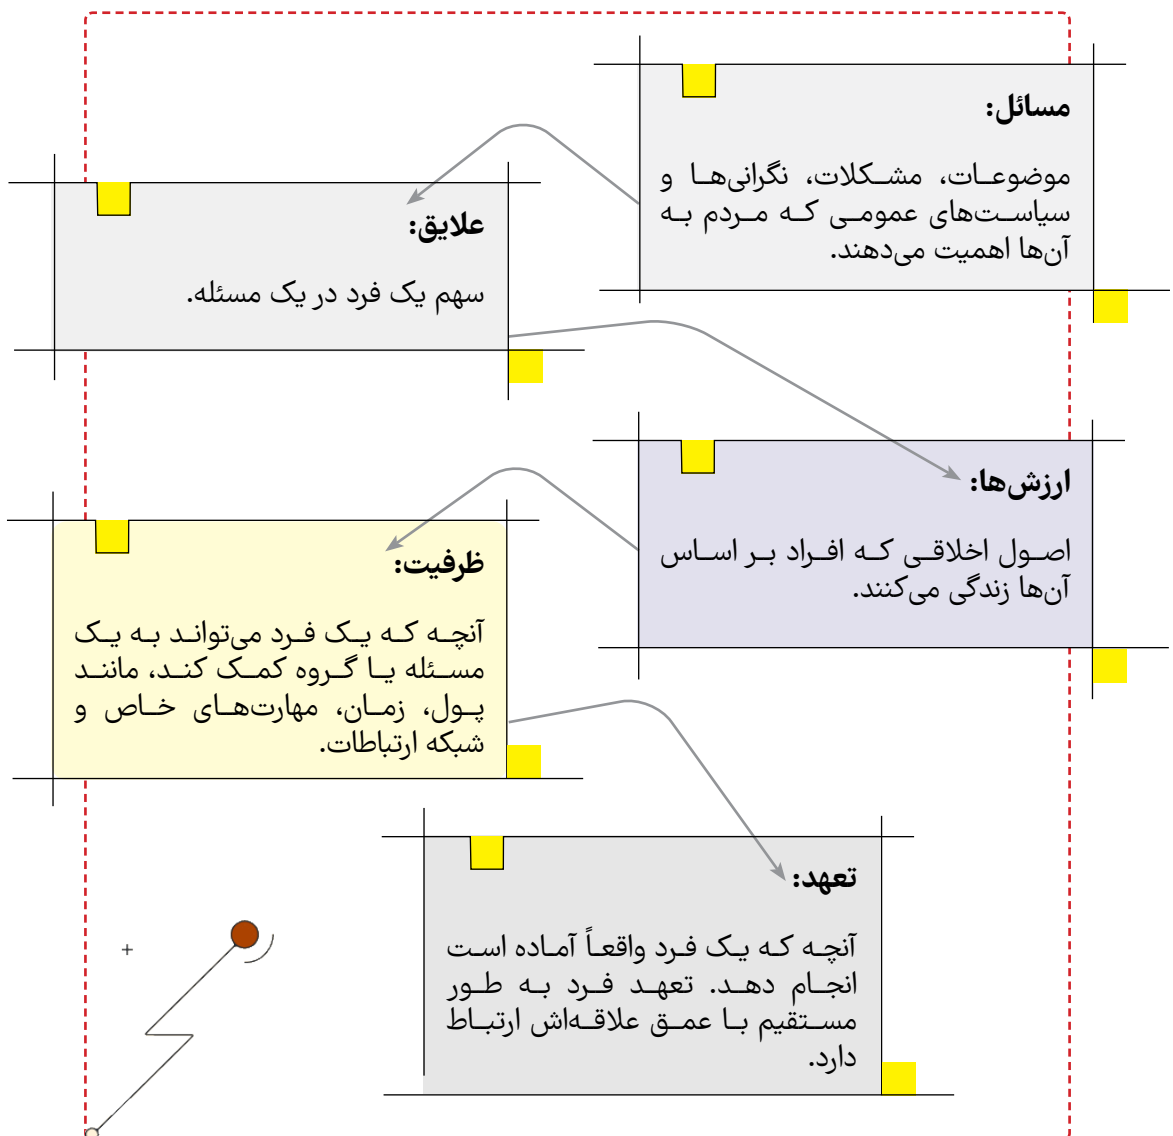 مسائل:
موضوعات، مشکلات، نگرانی‌ها و
سیاست‌های عمومی که مردم به
آن‌ها اهمیت می‌دهند.
علایق:
سهم یک فرد در یک مسئله.
ارزش‌ها:
اصول اخلاقی که افراد بر اساس
آن‌ها زندگی می‌کنند.
ظرفیت:
آنچه که یک فرد می‌تواند به یک
مسئله یا گروه کمک کند، مانند
پول، زمان، مهارت‌های خاص و
شبکه ارتباطات.
تعهد:
آنچه که یک فرد واقعاً آماده است
انجام دهد. تعهد فرد به طور
مستقیم با عمق علاقه‌اش ارتباط
دارد.